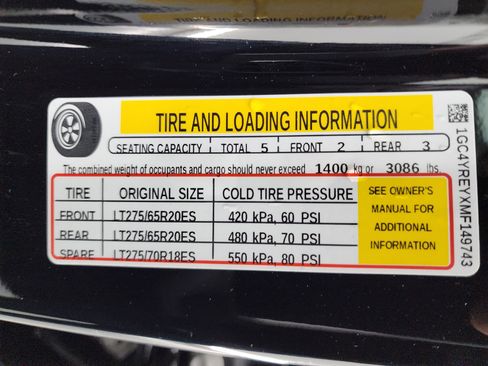 TIRE AND LOADING INFORMATION
SEATING CAPACITY TOTAL 5 FRONT 2 REAR 3
The combined weight of occupants and cargo should never exceed 1400 kg or 3086 lbs
TIRE ORIGINAL SIZE COLD TIRE PRESSURE
FRONT LT275/65R20ES 420 kPa, 60 PSI
REAR LT275/65R20ES 480 kPa, 70 PSI
SPARE LT275/70R18ES 550 kPa, 80 PSI
SEE OWNER'S
MANUAL FOR
ADDITIONAL
INFORMATION
1GC4YREYXMF149743